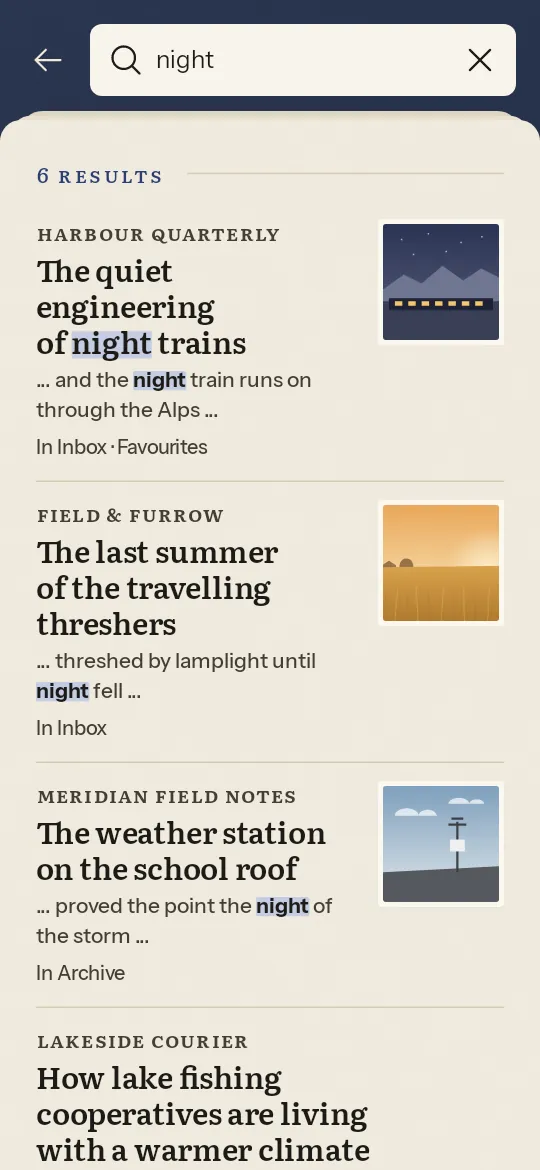 night
6 RESULTS
HARBOUR QUARTERLY
The quiet
engineering
of night trains
... and the night train runs on
through the Alps ...
In Inbox · Favourites
FIELD & FURROW
The last summer
of the travelling
threshers
... threshed by lamplight until
night fell ...
In Inbox
MERIDIAN FIELD NOTES
The weather station
on the school roof
... proved the point the night of
the storm ...
In Archive
LAKESIDE COURIER
How lake fishing
cooperatives are living
with a warmer climate